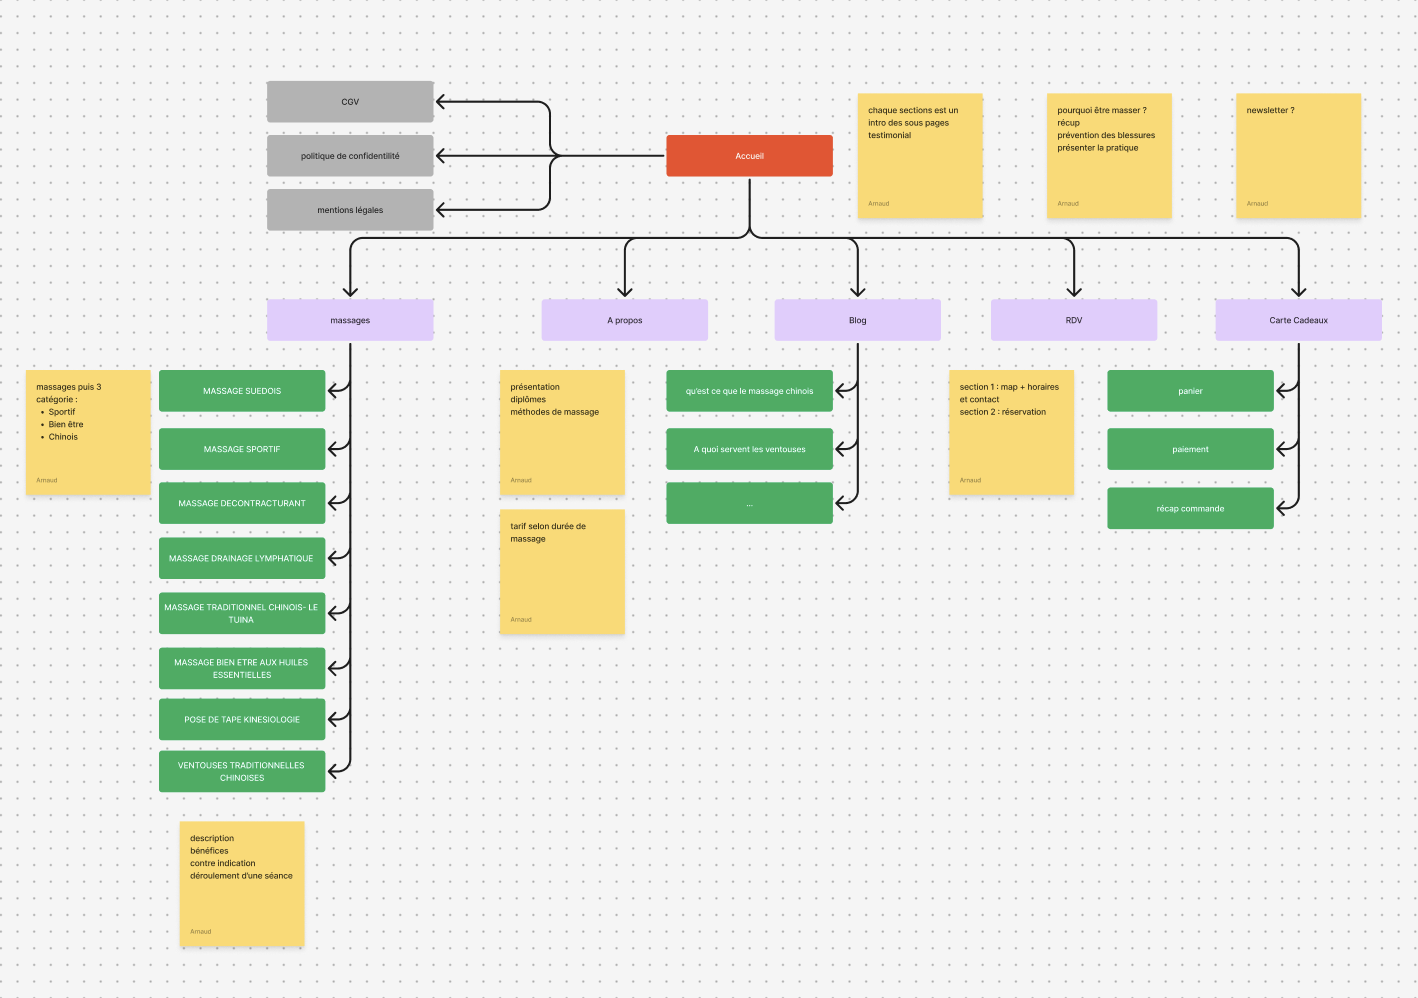 CGV
politique de confidentilité
mentions légales
Accueil
chaque sections est un
intro des sous pages
testimonial
Arnaud
pourquoi être masser ?
récup
prévention des blessures
présenter la pratique
Arnaud
newsletter ?
Arnaud
massages
A propos
Blog
RDV
Carte Cadeaux
massages puis 3
catégorie :
• Sportif
• Bien être
• Chinois
Arnaud
MASSAGE SUEDOIS
MASSAGE SPORTIF
MASSAGE DECONTRACTURANT
MASSAGE DRAINAGE LYMPHATIQUE
MASSAGE TRADITIONNEL CHINOIS- LE
TUINA
MASSAGE BIEN ETRE AUX HUILES
ESSENTIELLES
POSE DE TAPE KINESIOLOGIE
VENTOUSES TRADITIONNELLES
CHINOISES
description
bénéfices
contre indication
déroulement d'une séance
Arnaud
présentation
diplômes
méthodes de massage
Arnaud
tarif selon durée de
massage
Arnaud
qu'est ce que le massage chinois
A quoi servent les ventouses
...
section 1 : map + horaires
et contact
section 2 : réservation
Arnaud
panier
paiement
récap commande